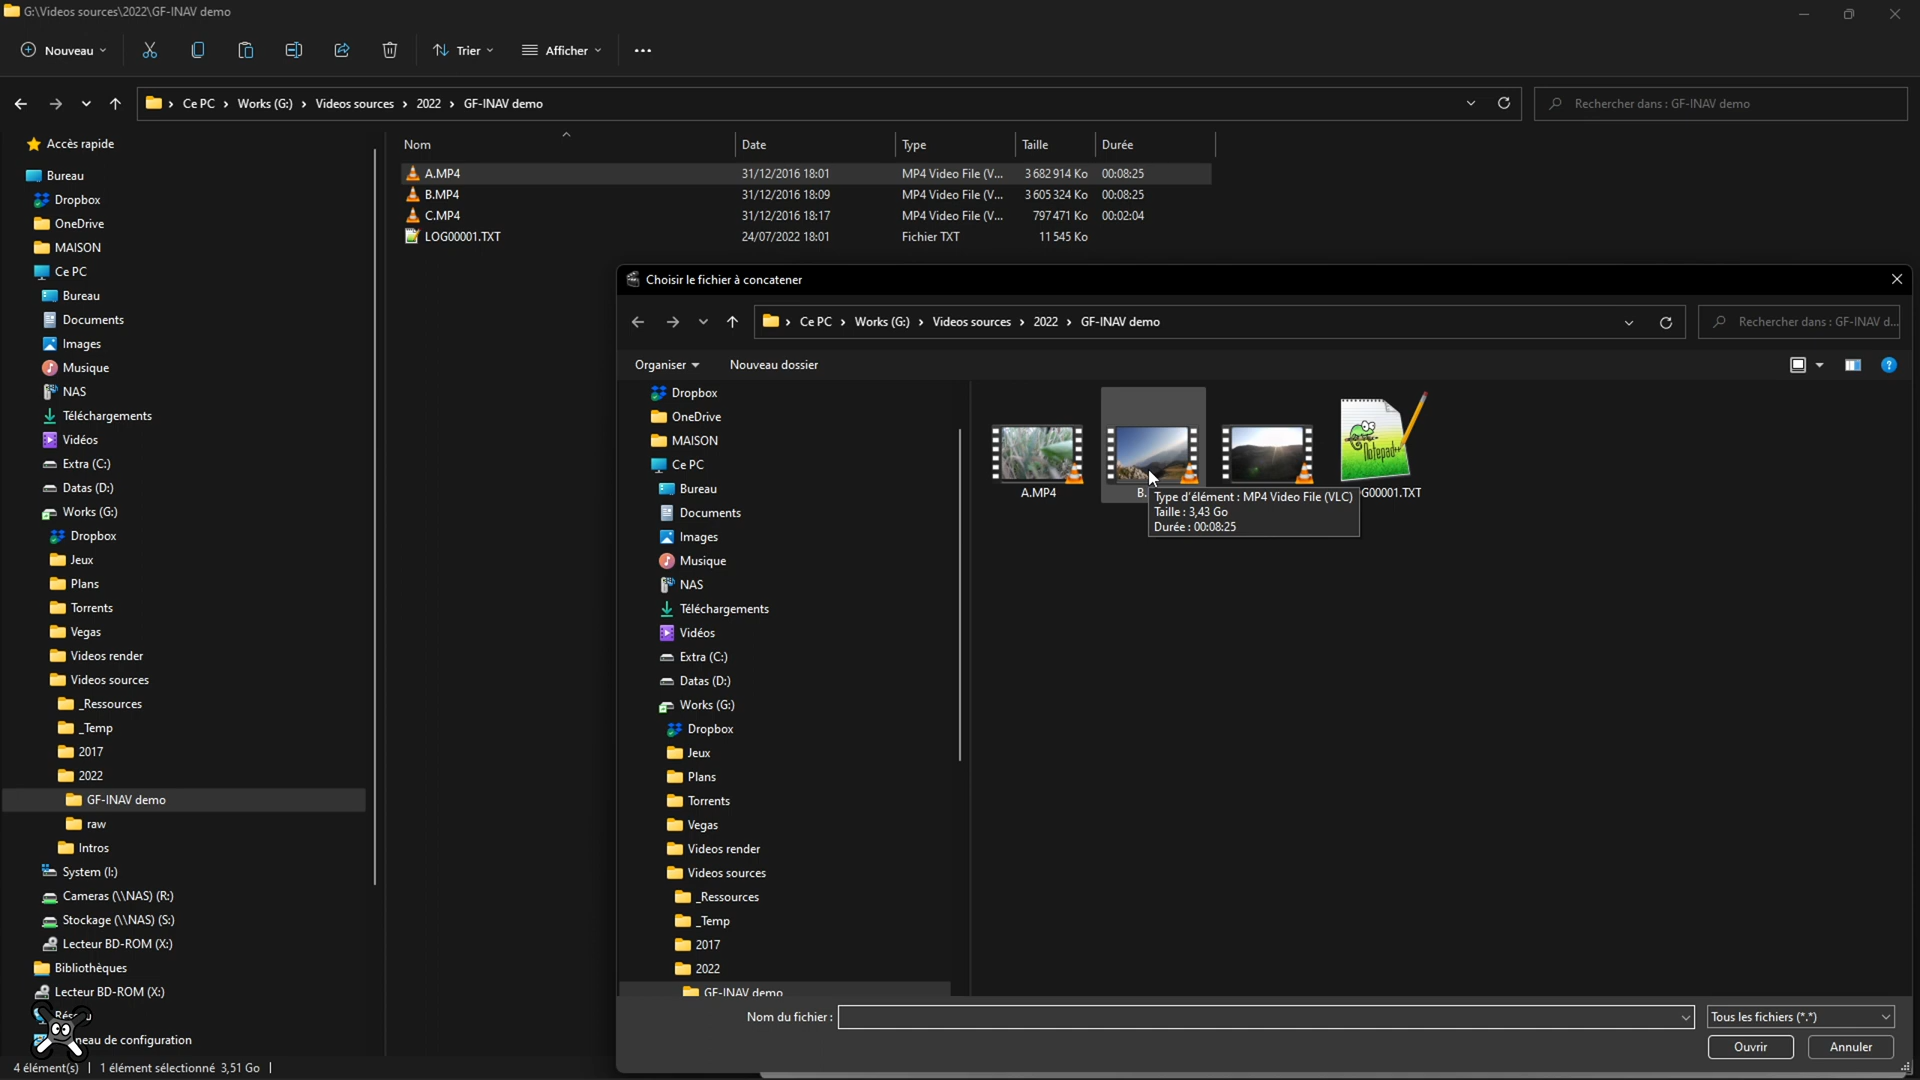 G:\Videos sources\2022\GF-INAV demo
Nouveau
Trier
Afficher
Ce PC › Works (G:) › Videos sources › 2022 › GF-INAV demo
Rechercher dans : GF-INAV demo
Accès rapide
Bureau
Dropbox
OneDrive
MAISON
Ce PC
Bureau
Documents
Images
Musique
NAS
Téléchargements
Vidéos
Extra (C:)
Datas (D:)
Works (G:)
Dropbox
Jeux
Plans
Torrents
Vegas
Videos render
Videos sources
_Ressources
_Temp
2017
2022
GF-INAV demo
raw
Intros
System (I:)
Cameras (\\NAS) (R:)
Stockage (\\NAS) (S:)
Lecteur BD-ROM (X:)
Bibliothèques
Lecteur BD-ROM (X:)
neau de configuration
4 élément(s) | 1 élément sélectionné 3,51 Go |
Nom Date Type Taille Durée
A.MP4 31/12/2016 18:01 MP4 Video File (V... 3 682 914 Ko 00:08:25
B.MP4 31/12/2016 18:09 MP4 Video File (V... 3 605 324 Ko 00:08:25
C.MP4 31/12/2016 18:17 MP4 Video File (V... 797 471 Ko 00:02:04
LOG00001.TXT 24/07/2022 18:01 Fichier TXT 11 545 Ko
Choisir le fichier à concatener
Ce PC › Works (G:) › Videos sources › 2022 › GF-INAV demo
Rechercher dans : GF-INAV d...
Organiser
Nouveau dossier
Dropbox
OneDrive
MAISON
Ce PC
Bureau
Documents
Images
Musique
NAS
Téléchargements
Vidéos
Extra (C:)
Datas (D:)
Works (G:)
Dropbox
Jeux
Plans
Torrents
Vegas
Videos render
Videos sources
_Ressources
_Temp
2017
2022
GF-INAV demo
Notepad++
A.MP4
B.
G00001.TXT
Type d'élément : MP4 Video File (VLC)
Taille : 3,43 Go
Durée : 00:08:25
Nom du fichier :
Tous les fichiers (*.*)
Ouvrir
Annuler